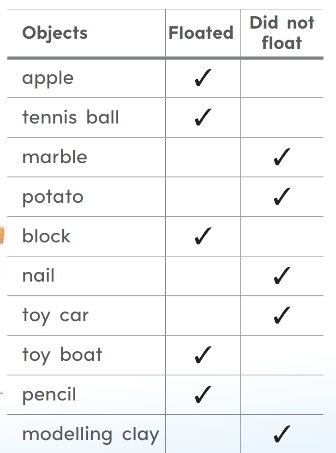 Objects Floated Did not float
apple ✓
tennis ball ✓
marble ✓
potato ✓
block ✓
nail ✓
toy car ✓
toy boat ✓
pencil ✓
modelling clay ✓